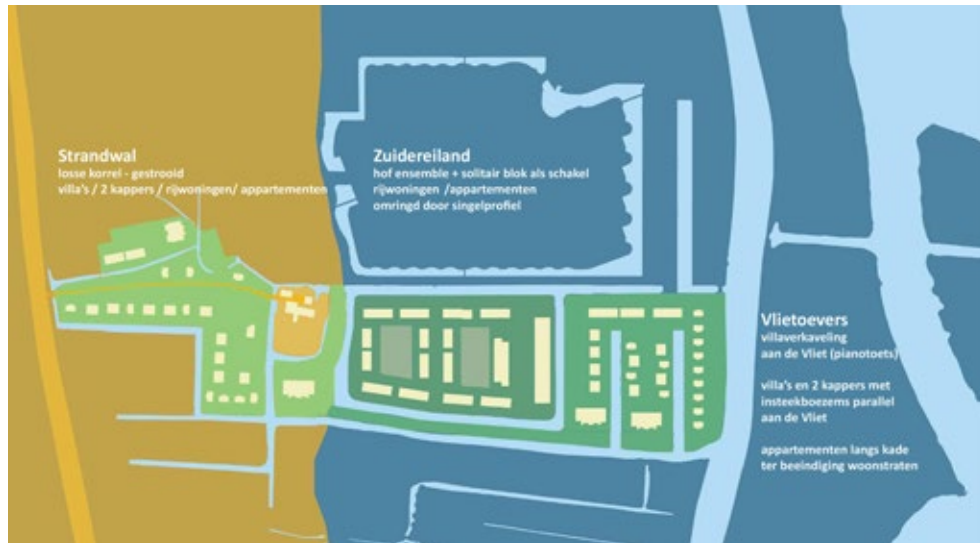 Strandwal
losse korrel - gestrooid
villa's / 2 kappers / rijwoningen/ appartementen
Zuidereiland
hof ensemble + solitair blok als schakel
rijwoningen /appartementen
omringd door singelprofiel
Vlietoevers
villaverkaveling
aan de Vliet (pianotoets)
villa's en 2 kappers met
insteekboezems parallel
aan de Vliet
appartementen langs kade
ter beeindiging woonstraten